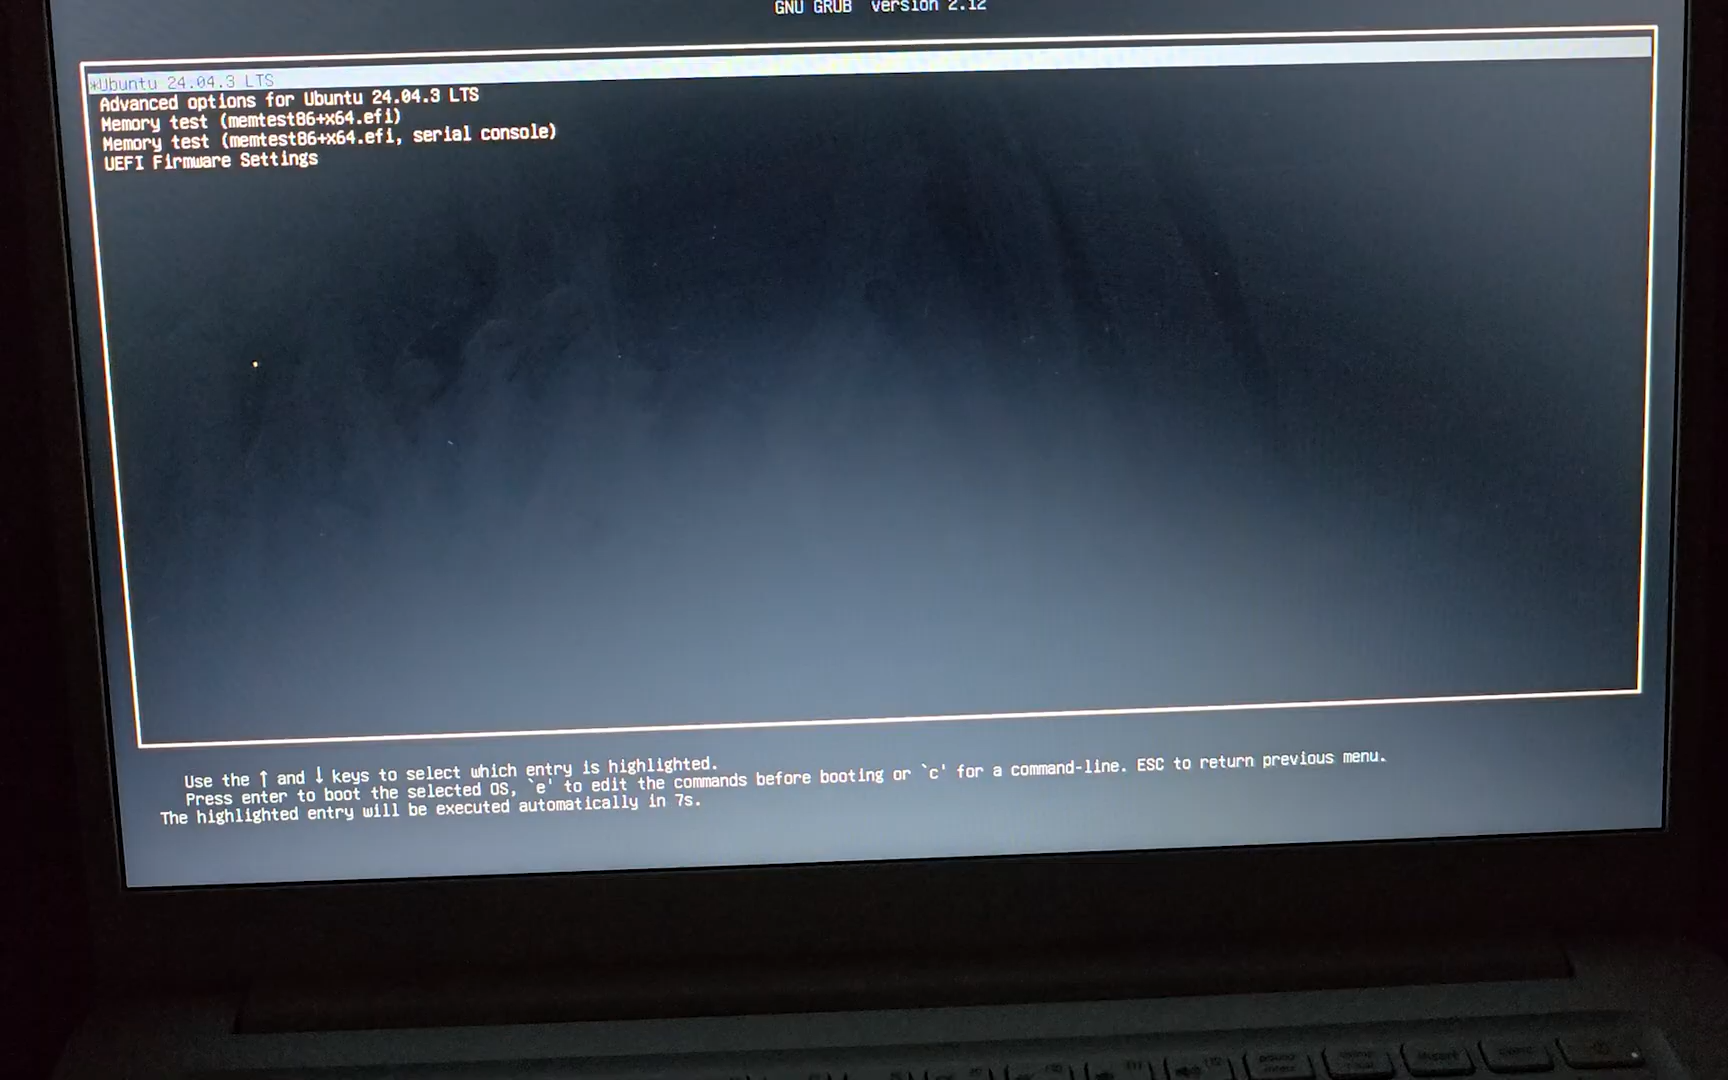 GNU GRUB version 2.12
*Ubuntu 24.04.3 LTS
Advanced options for Ubuntu 24.04.3 LTS
Memory test (memtest86+x64.efi)
Memory test (memtest86+x64.efi, serial console)
UEFI Firmware Settings
Use the ↑ and ↓ keys to select which entry is highlighted.
Press enter to boot the selected OS, `e' to edit the commands before booting or `c' for a command-line. ESC to return previous menu.
The highlighted entry will be executed automatically in 7s.